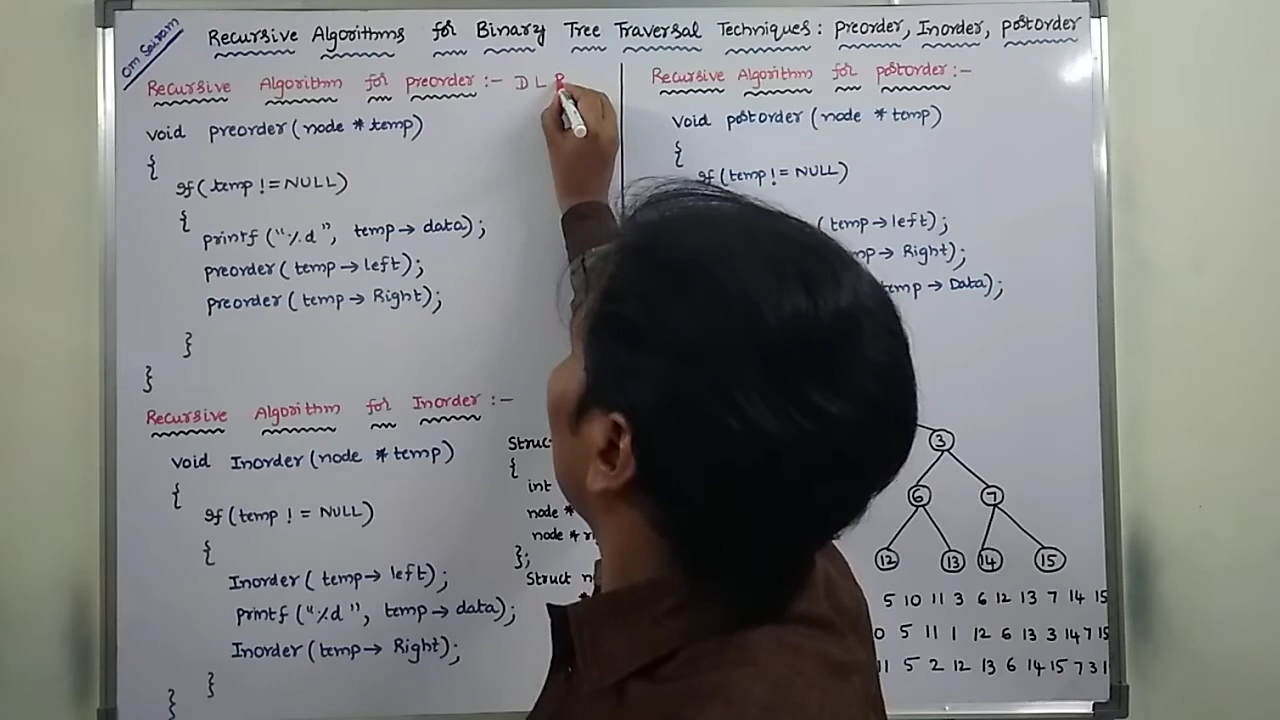 Om Sairam
Recursive Algorithms for Binary Tree Traversal Techniques: preorder, Inorder, postorder
Recursive Algorithm for preorder :- D L R
void preorder(node * temp)
{
if(temp != NULL)
{
printf ("%d", temp→data);
preorder(temp→left);
preorder(temp→Right);
}
}
Recursive Algorithm for Inorder :-
void Inorder(node * temp)
{
if(temp != NULL)
{
Inorder(temp→left);
printf("%d", temp→data);
Inorder(temp→Right);
}
}
Recursive Algorithm for postorder:-
void postorder(node * temp)
{
if(temp != NULL)
(temp→left);
→Right);
→Data);
Struc
{
int
node *
node *
};
Struct
3
6 7
12 13 14 15
5 10 11 3 6 12 13 7 14 15
5 11 1 12 6 13 3 14 7 15
5 2 12 13 6 14 15 7 3 1